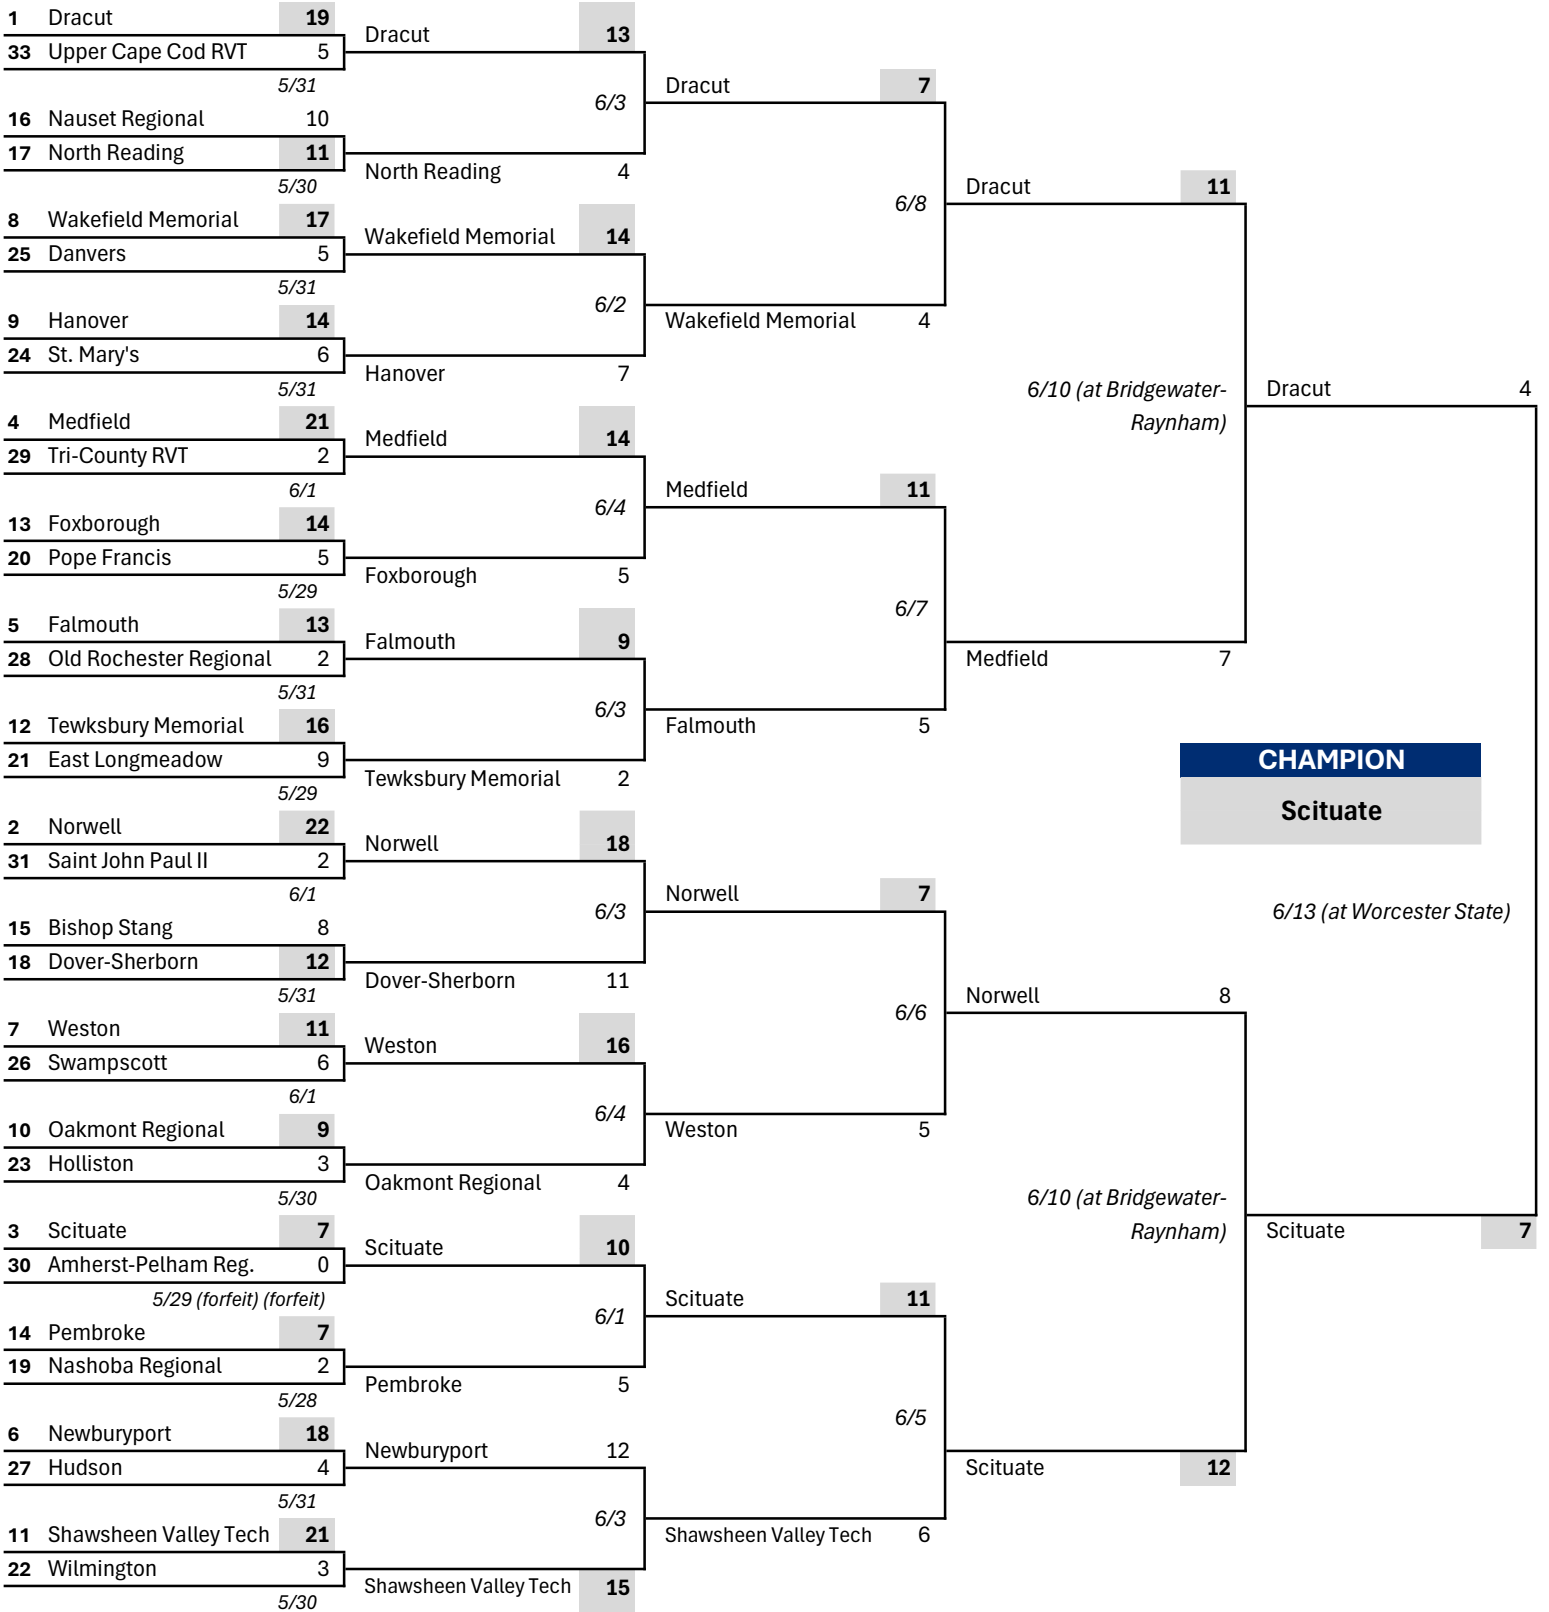 1 Dracut 19
33 Upper Cape Cod RVT 5
5/31
16 Nauset Regional 10
17 North Reading 11
5/30
8 Wakefield Memorial 17
25 Danvers 5
5/31
9 Hanover 14
24 St. Mary's 6
5/31
4 Medfield 21
29 Tri-County RVT 2
6/1
13 Foxborough 14
20 Pope Francis 5
5/29
5 Falmouth 13
28 Old Rochester Regional 2
5/31
12 Tewksbury Memorial 16
21 East Longmeadow 9
5/29
2 Norwell 22
31 Saint John Paul II 2
6/1
15 Bishop Stang 8
18 Dover-Sherborn 12
5/31
7 Weston 11
26 Swampscott 6
6/1
10 Oakmont Regional 9
23 Holliston 3
5/30
3 Scituate 7
30 Amherst-Pelham Reg. 0
5/29 (forfeit) (forfeit)
14 Pembroke 7
19 Nashoba Regional 2
5/28
6 Newburyport 18
27 Hudson 4
5/31
11 Shawsheen Valley Tech 21
22 Wilmington 3
5/30
Dracut 13
6/3
North Reading 4
Wakefield Memorial 14
6/2
Hanover 7
Medfield 14
6/4
Foxborough 5
Falmouth 9
6/3
Tewksbury Memorial 2
Norwell 18
6/3
Dover-Sherborn 11
Weston 16
6/4
Oakmont Regional 4
Scituate 10
6/1
Pembroke 5
Newburyport 12
6/3
Shawsheen Valley Tech 15
Dracut 7
6/8
Wakefield Memorial 4
Medfield 11
6/7
Falmouth 5
Norwell 7
6/6
Weston 5
Scituate 11
6/5
Shawsheen Valley Tech 6
Dracut 11
6/10 (at Bridgewater-
Raynham)
Medfield 7
Norwell 8
6/10 (at Bridgewater-
Raynham)
Scituate 12
Dracut 4
CHAMPION
Scituate
6/13 (at Worcester State)
Scituate 7